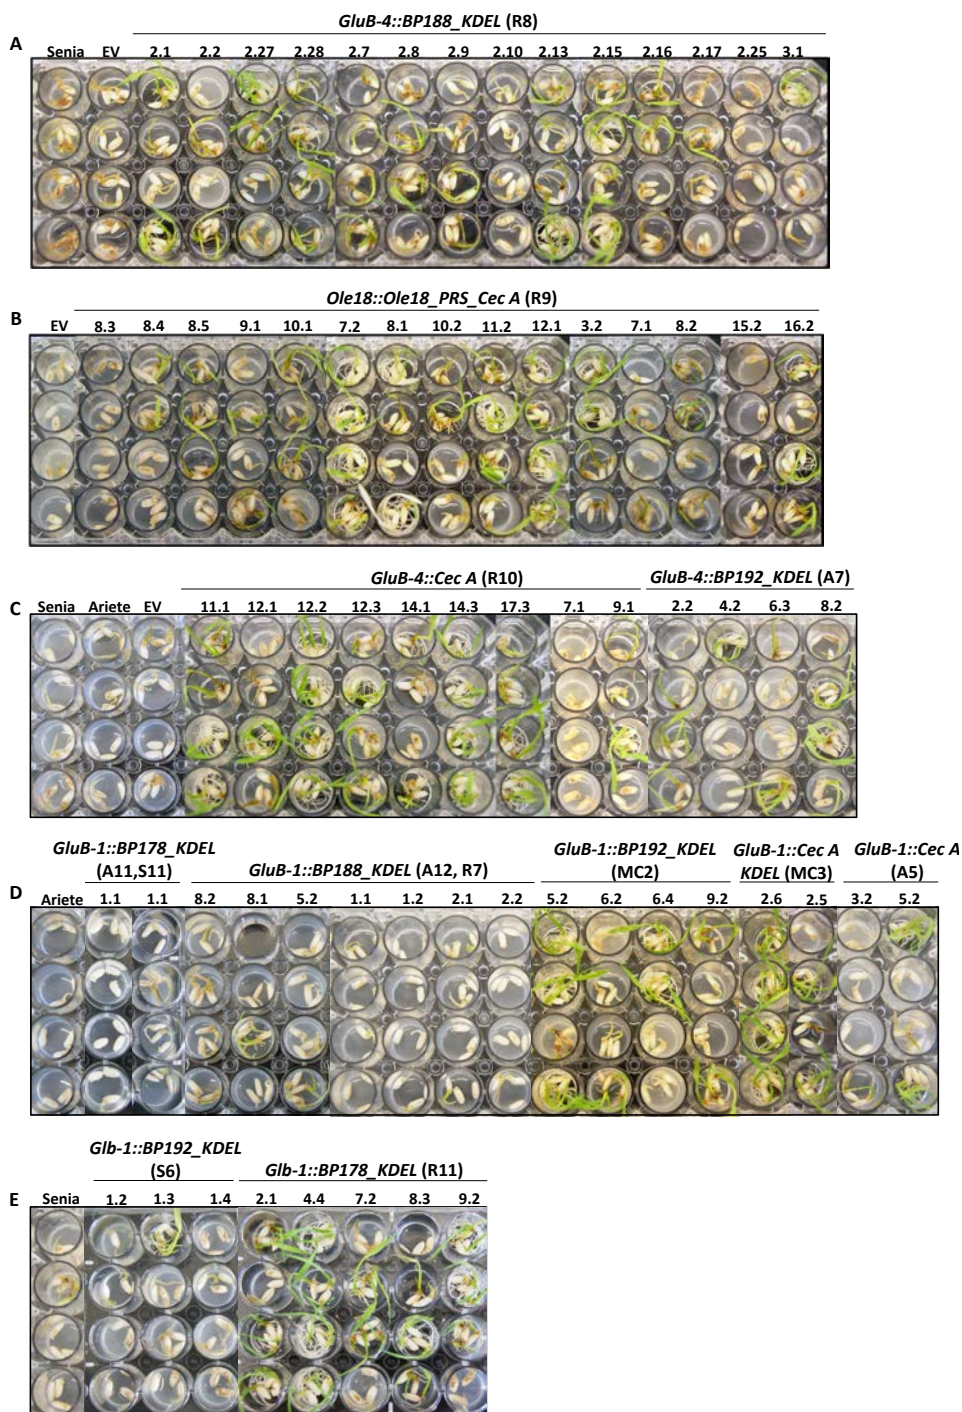 GluB-4::BP188_KDEL (R8)
A
Senia EV 2.1 2.2 2.27 2.28 2.7 2.8 2.9 2.10 2.13 2.15 2.16 2.17 2.25 3.1
Ole18::Ole18_PRS_Cec A (R9)
B
EV 8.3 8.4 8.5 9.1 10.1 7.2 8.1 10.2 11.2 12.1 3.2 7.1 8.2 15.2 16.2
GluB-4::Cec A (R10) GluB-4::BP192_KDEL (A7)
C
Senia Ariete EV 11.1 12.1 12.2 12.3 14.1 14.3 17.3 7.1 9.1 2.2 4.2 6.3 8.2
GluB-1::BP178_KDEL
(A11,S11)
GluB-1::BP188_KDEL (A12, R7)
GluB-1::BP192_KDEL
(MC2)
GluB-1::Cec A
KDEL (MC3)
GluB-1::Cec A
(A5)
D
Ariete 1.1 1.1 8.2 8.1 5.2 1.1 1.2 2.1 2.2 5.2 6.2 6.4 9.2 2.6 2.5 3.2 5.2
Glb-1::BP192_KDEL
(S6)
Glb-1::BP178_KDEL (R11)
E
Senia 1.2 1.3 1.4 2.1 4.4 7.2 8.3 9.2